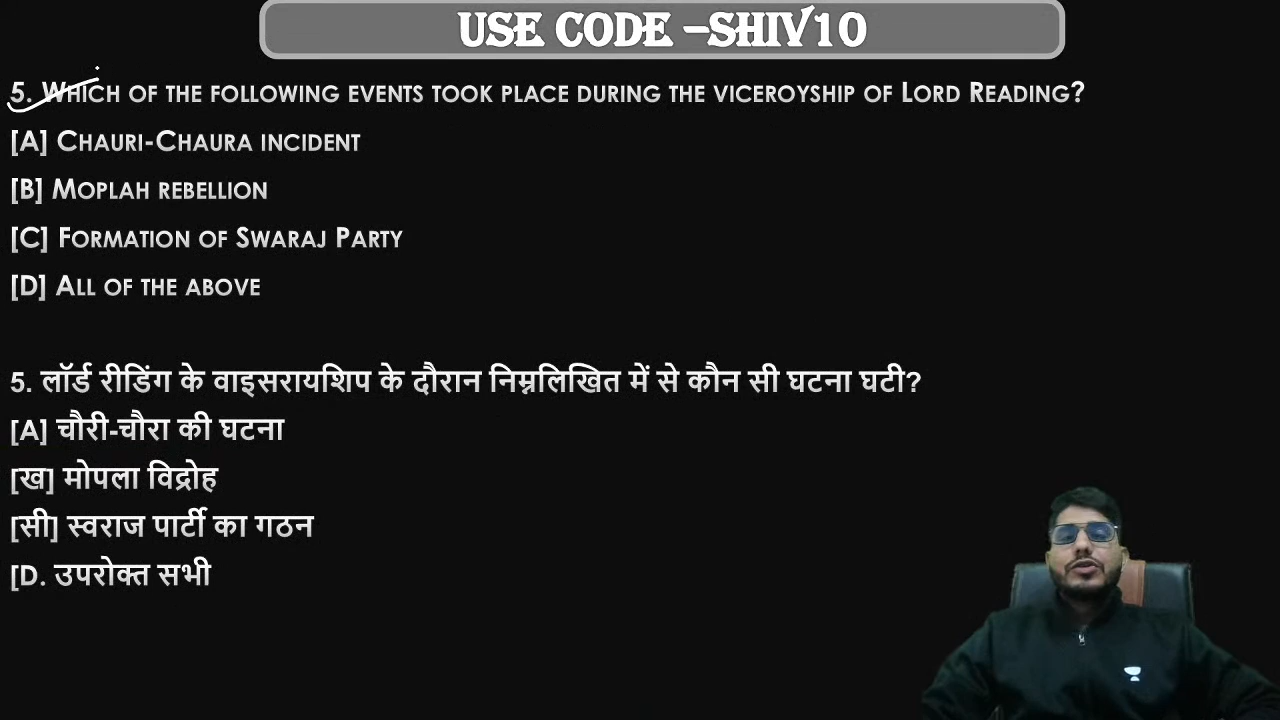 USE CODE –SHIV10
5. Which of the following events took place during the viceroyship of Lord Reading?
[A] Chauri-Chaura incident
[B] Moplah rebellion
[C] Formation of Swaraj Party
[D] All of the above
5. लॉर्ड रीडिंग के वाइसरायशिप के दौरान निम्नलिखित में से कौन सी घटना घटी?
[A] चौरी-चौरा की घटना
[ख] मोपला विद्रोह
[सी] स्वराज पार्टी का गठन
[D. उपरोक्त सभी